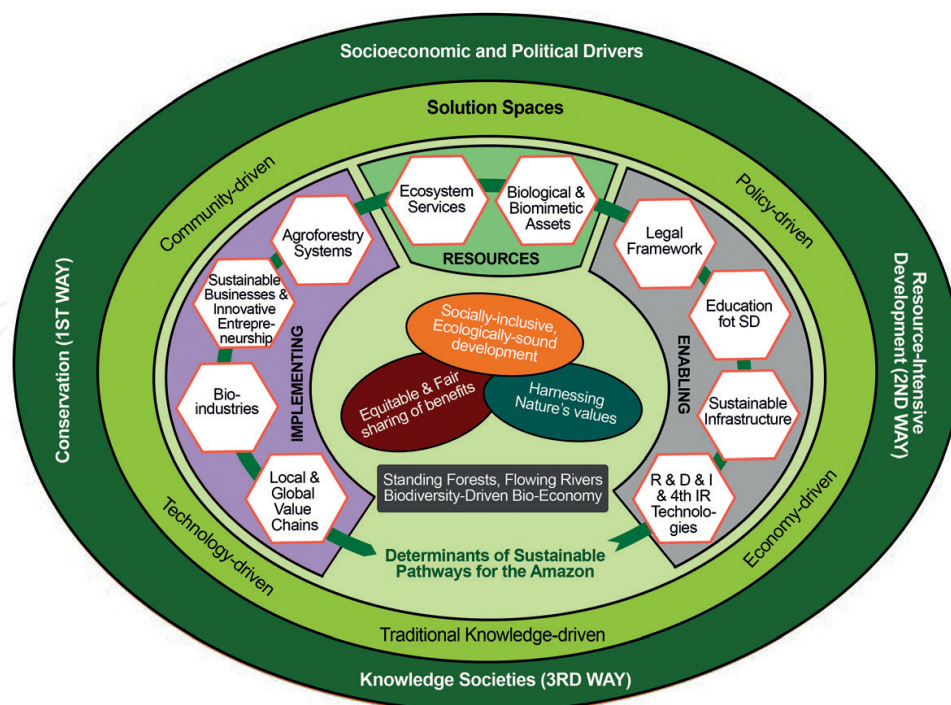 Socioeconomic and Political Drivers
Solution Spaces
Community-driven
Policy-driven
Conservation (1ST WAY)
Resource-Intensive
Development (2ND WAY)
Ecosystem
Services
Biological &
Biomimetic
Assets
RESOURCES
Agroforestry
Systems
Sustainable
Businesses &
Innovative
Entrepre-
neurship
Bio-
industries
Local &
Global
Value
Chains
IMPLEMENTING
Legal
Framework
Education
fot SD
Sustainable
Infrastructure
R & D & I
& 4th IR
Technolo-
gies
ENABLING
Socially-inclusive,
Ecologically-sound
development
Equitable & Fair
sharing of benefits
Harnessing
Nature's values
Standing Forests, Flowing Rivers
Biodiversity-Driven Bio-Economy
Determinants of Sustainable
Pathways for the Amazon
Technology-driven
Economy-driven
Traditional Knowledge-driven
Knowledge Societies (3RD WAY)